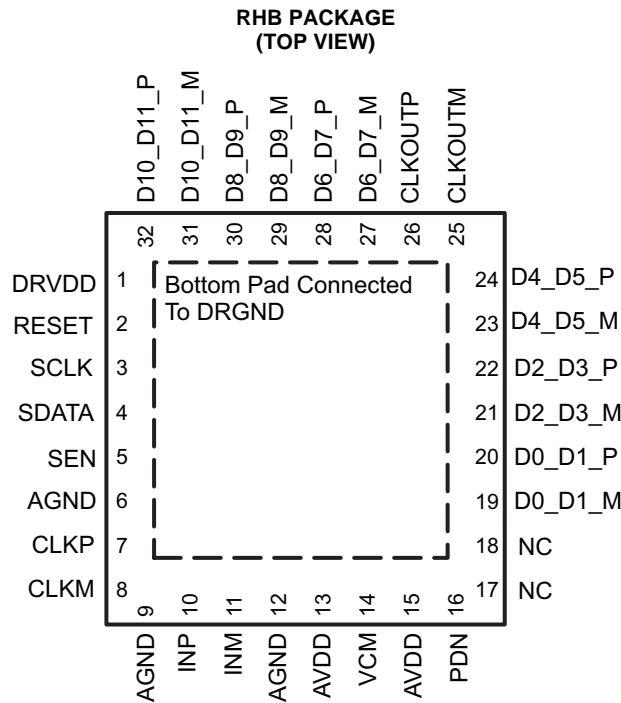 RHB PACKAGE
(TOP VIEW)
D10_D11_P
D10_D11_M
D8_D9_P
D8_D9_M
D6_D7_P
D6_D7_M
CLKOUTP
CLKOUTM
32
31
30
29
28
27
26
25
DRVDD 1
RESET 2
SCLK 3
SDATA 4
SEN 5
AGND 6
CLKP 7
CLKM 8
Bottom Pad Connected
To DRGND
24 D4_D5_P
23 D4_D5_M
22 D2_D3_P
21 D2_D3_M
20 D0_D1_P
19 D0_D1_M
18 NC
17 NC
9
10
11
12
13
14
15
16
AGND
INP
INM
AGND
AVDD
VCM
AVDD
PDN